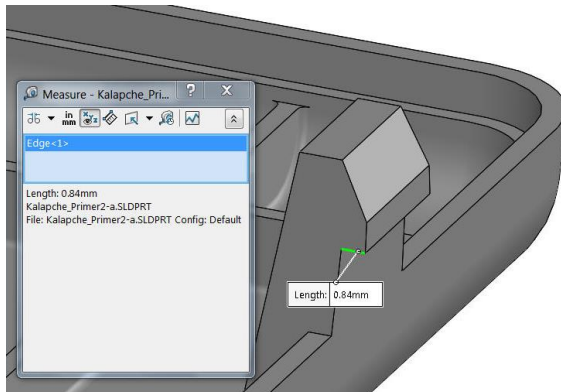 Measure - Kalapche_Pri...
in
mm
Edge<1>
Length: 0.84mm
Kalapche_Primer2-a.SLDPRT
File: Kalapche_Primer2-a.SLDPRT Config: Default
Length: 0.84mm